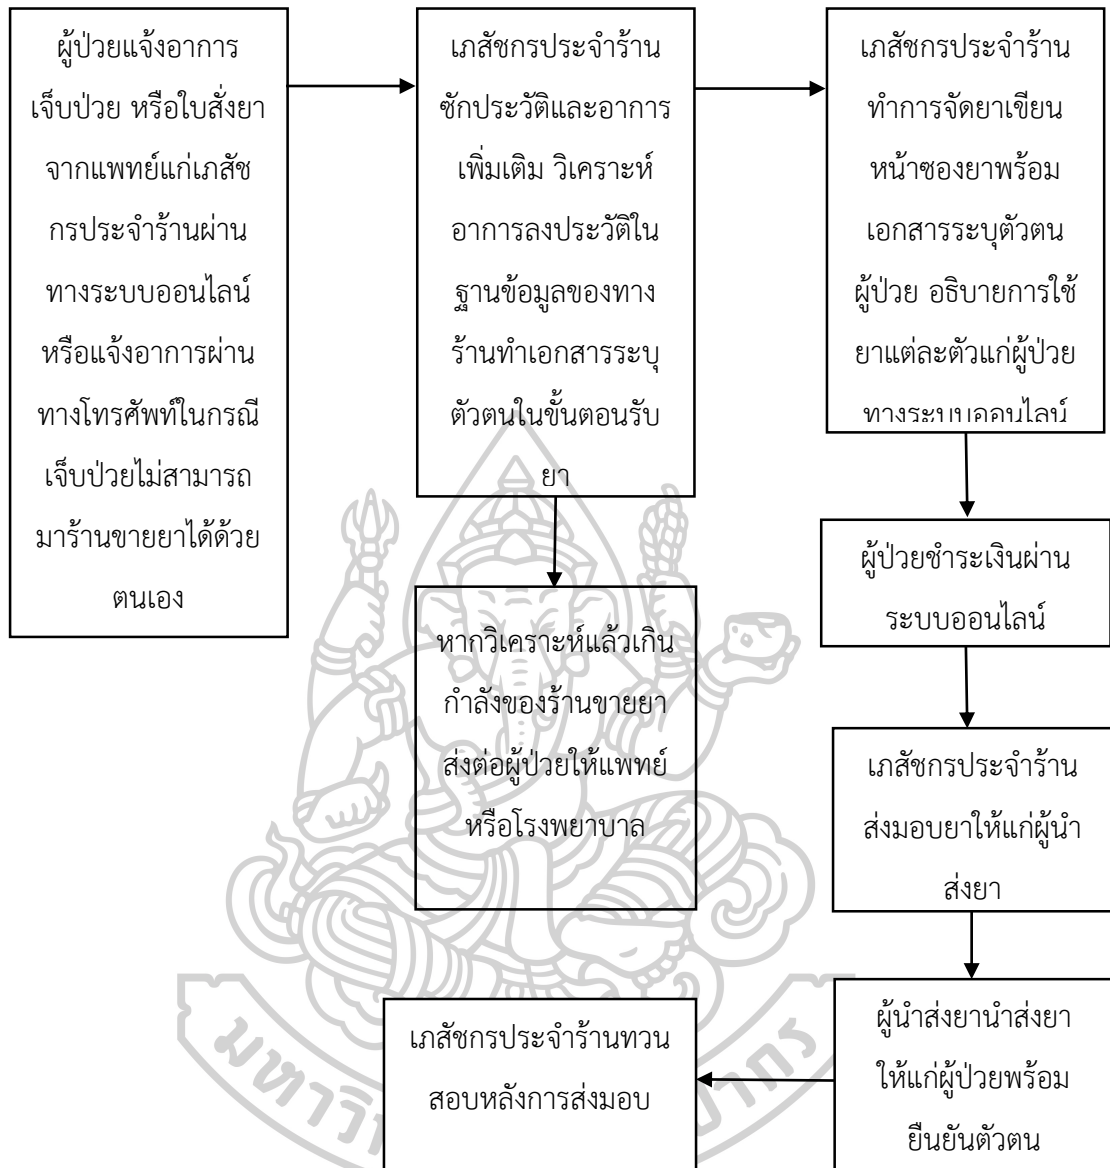 ผู้ป่วยแจ้งอาการ
เจ็บป่วย หรือใบสั่งยา
จากแพทย์แก่เภสัช
กรประจำร้านผ่าน
ทางระบบออนไลน์
หรือแจ้งอาการผ่าน
ทางโทรศัพท์ในกรณี
เจ็บป่วยไม่สามารถ
มาร้านขายยาได้ด้วย
ตนเอง
เภสัชกรประจำร้าน
ซักประวัติและอาการ
เพิ่มเติม วิเคราะห์
อาการลงประวัติใน
ฐานข้อมูลของทาง
ร้านทำเอกสารระบุ
ตัวตนในขั้นตอนรับ
ยา
เภสัชกรประจำร้าน
ทำการจัดยาเขียน
หน้าซองยาพร้อม
เอกสารระบุตัวตน
ผู้ป่วย อธิบายการใช้
ยาแต่ละตัวแก่ผู้ป่วย
ทางระบบออนไลน์
หากวิเคราะห์แล้วเกิน
กำลังของร้านขายยา
ส่งต่อผู้ป่วยให้แพทย์
หรือโรงพยาบาล
ผู้ป่วยชำระเงินผ่าน
ระบบออนไลน์
เภสัชกรประจำร้าน
ส่งมอบยาให้แก่ผู้นำ
ส่งยา
ผู้นำส่งยานำส่งยา
ให้แก่ผู้ป่วยพร้อม
ยืนยันตัวตน
เภสัชกรประจำร้านทวน
สอบหลังการส่งมอบ